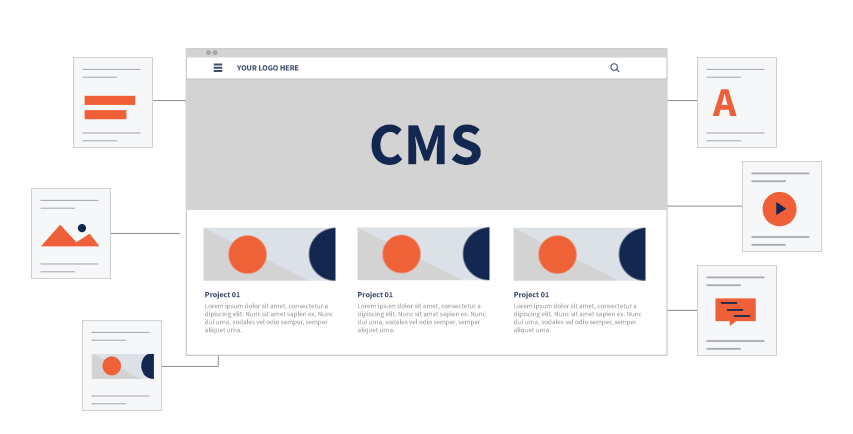 YOUR LOGO HERE
CMS
A
Project 01
Lorem ipsum dolor sit amet, consectetur a
dipiscing elit. Nunc sit amet sapien ex. Nunc
dui urna, sodales vel odio semper, semper
aliquet urna.
Project 01
Lorem ipsum dolor sit amet, consectetur a
dipiscing elit. Nunc sit amet sapien ex. Nunc
dui urna, sodales vel odio semper, semper
aliquet urna.
Project 01
Lorem ipsum dolor sit amet, consectetur a
dipiscing elit. Nunc sit amet sapien ex. Nunc
dui urna, sodales vel odio semper, semper
aliquet urna.